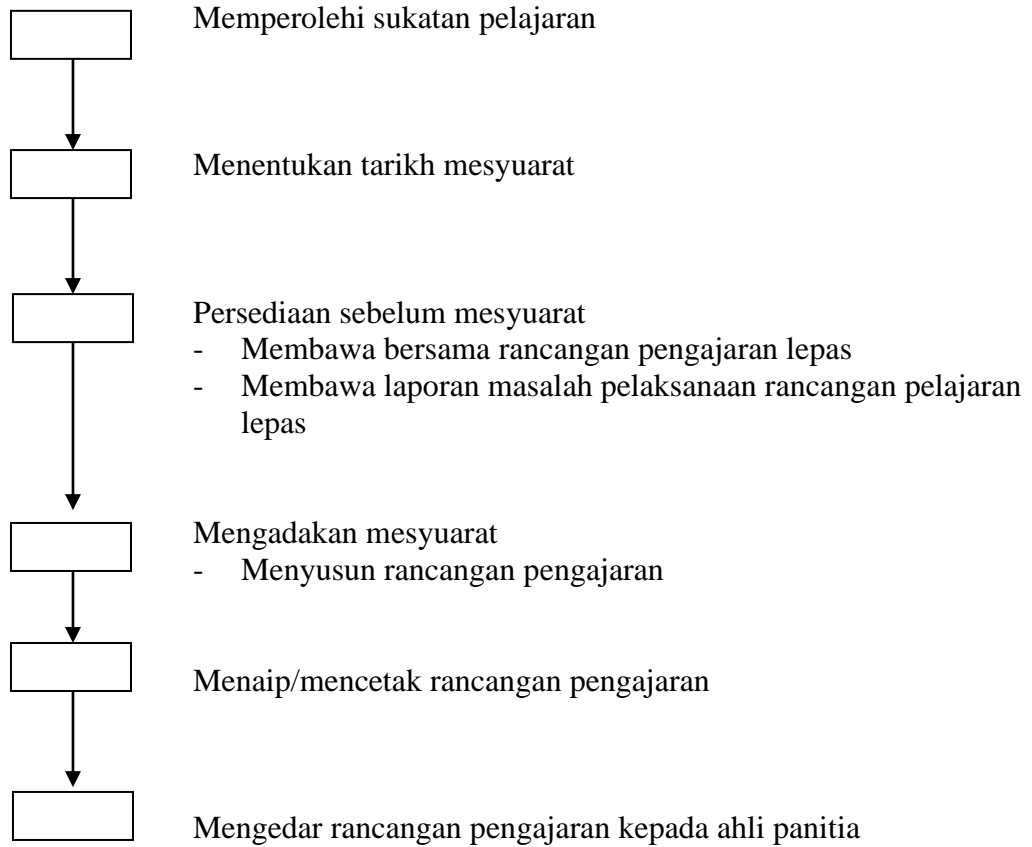 Memperolehi sukatan pelajaran
Menentukan tarikh mesyuarat
Persediaan sebelum mesyuarat
- Membawa bersama rancangan pengajaran lepas
- Membawa laporan masalah pelaksanaan rancangan pelajaran
lepas
Mengadakan mesyuarat
- Menyusun rancangan pengajaran
Menaip/mencetak rancangan pengajaran
Mengedar rancangan pengajaran kepada ahli panitia